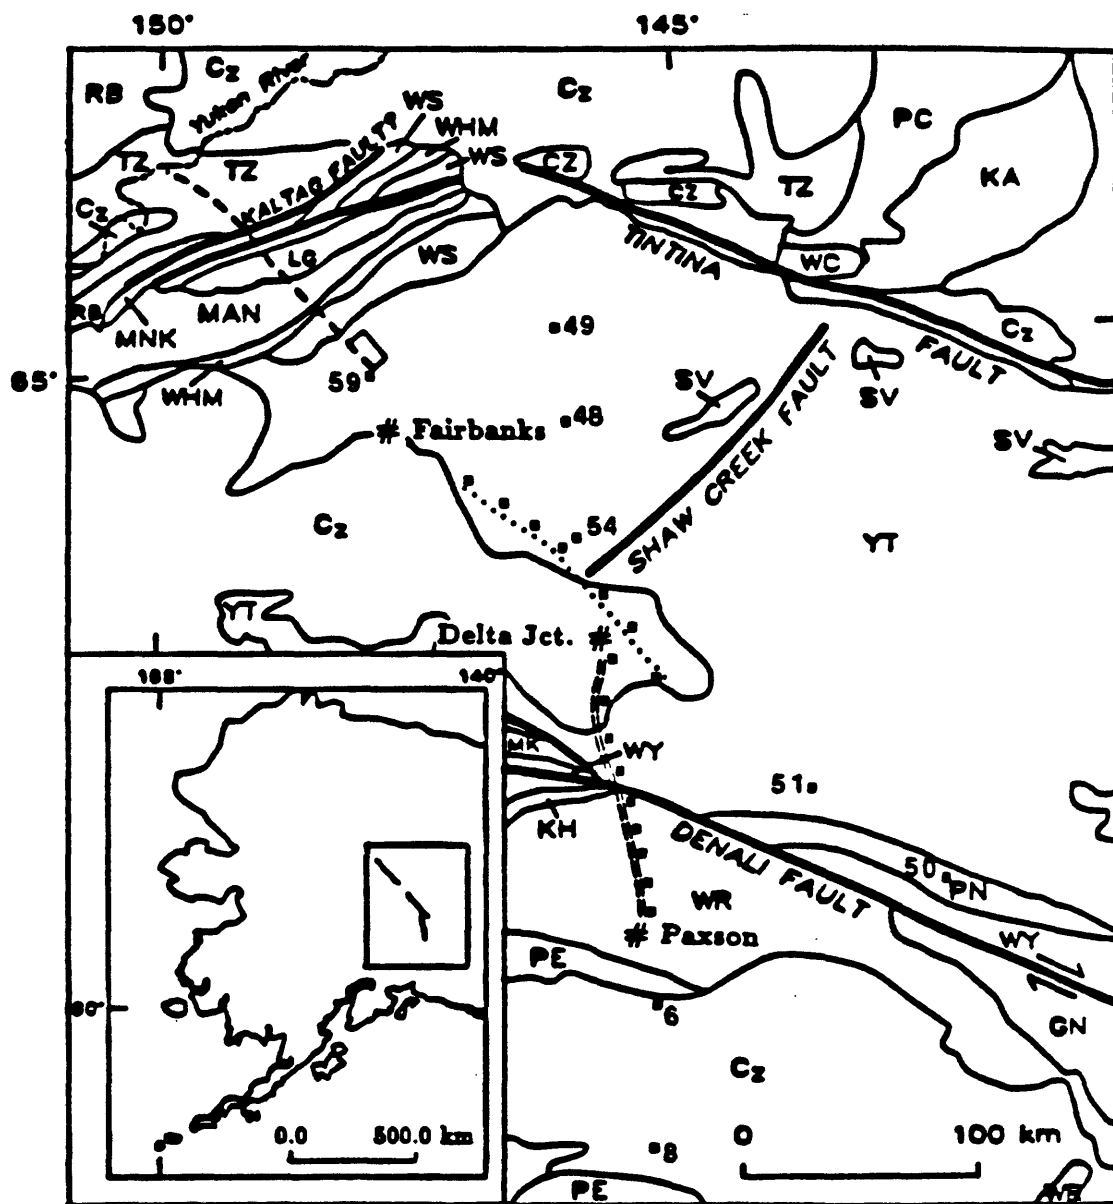 150° 145°
RB Cz Yukon River WS Cz PC
WHM
TZ TZ KALTAG FAULT? WS CZ CZ TZ KA
Cz
LG WS TINTINA WC
RB MNK MAN 49 Cz
65° WHM 59 SV SV FAULT
# Fairbanks 48 SV
SHAW CREEK FAULT
Cz 54 YT
YT Delta Jct. #
140°
MK WY
51
KH DENALI FAULT
50 PN
WR
# Paxson WY
PE
6 GN
Cz
0.0 500.0 km 8 0 100 km
PE